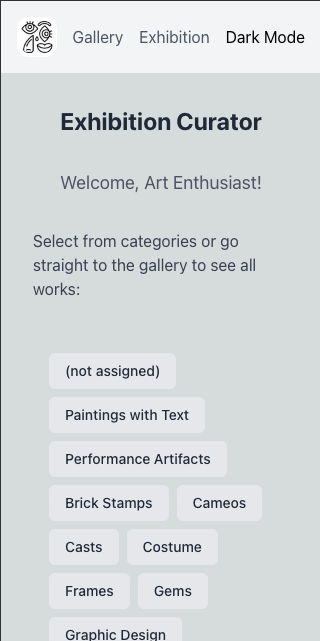 Gallery Exhibition Dark Mode
Exhibition Curator
Welcome, Art Enthusiast!
Select from categories or go
straight to the gallery to see all
works:
(not assigned)
Paintings with Text
Performance Artifacts
Brick Stamps Cameos
Casts Costume
Frames Gems
Graphic Design